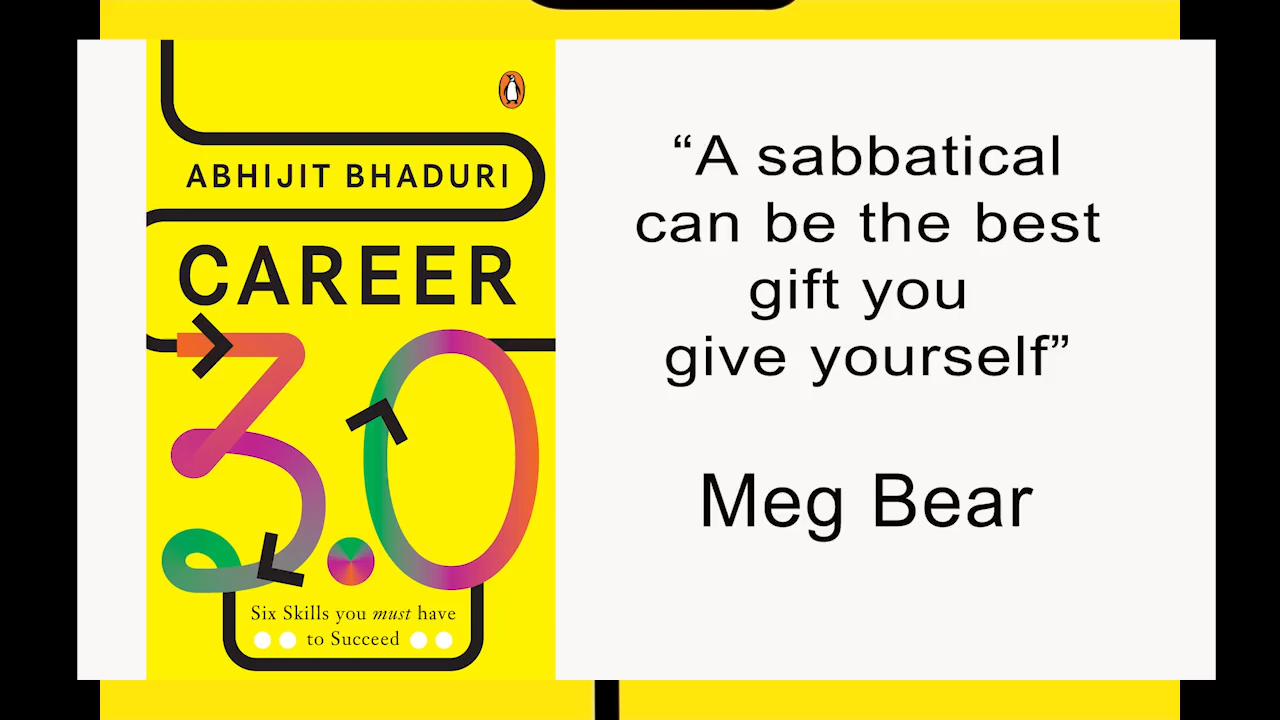 ABHIJIT BHADURI
CAREER
3.0
Six Skills you must have
to Succeed
“A sabbatical
can be the best
gift you
give yourself”
Meg Bear